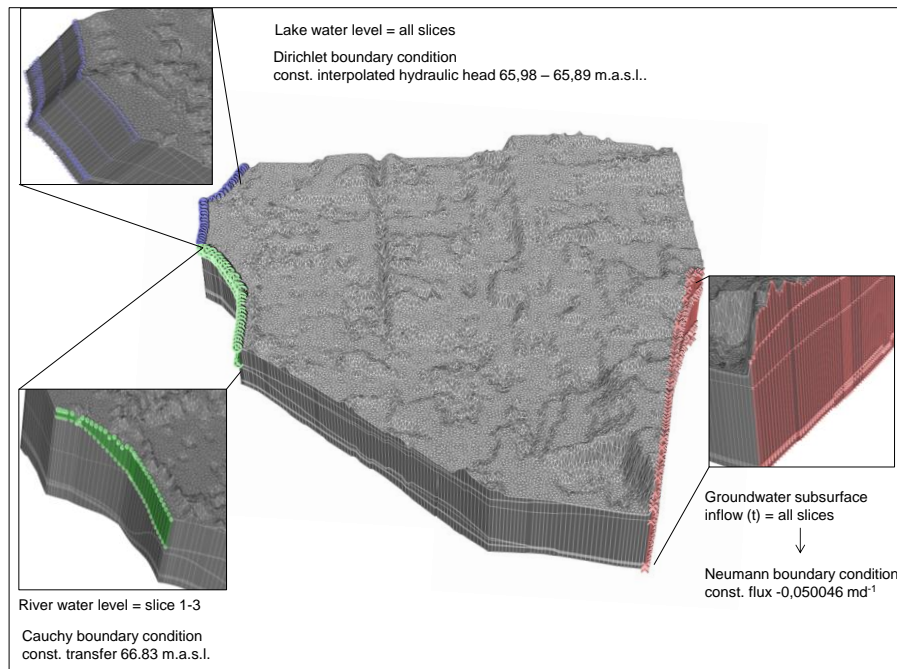 Lake water level = all slices
Dirichlet boundary condition
const. interpolated hydraulic head 65,98 – 65,89 m.a.s.l..
Groundwater subsurface
inflow (t) = all slices
Neumann boundary condition
const. flux -0,050046 md-1
River water level = slice 1-3
Cauchy boundary condition
const. transfer 66.83 m.a.s.l.